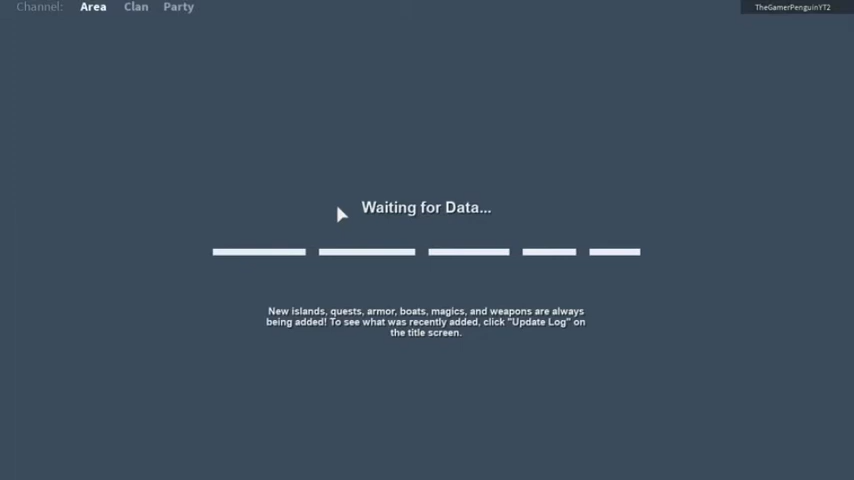 Channel: Area Clan Party
TheGamerPenguinYT2
Waiting for Data...
New islands, quests, armor, boats, magics, and weapons are always
being added! To see what was recently added, click "Update Log" on
the title screen.